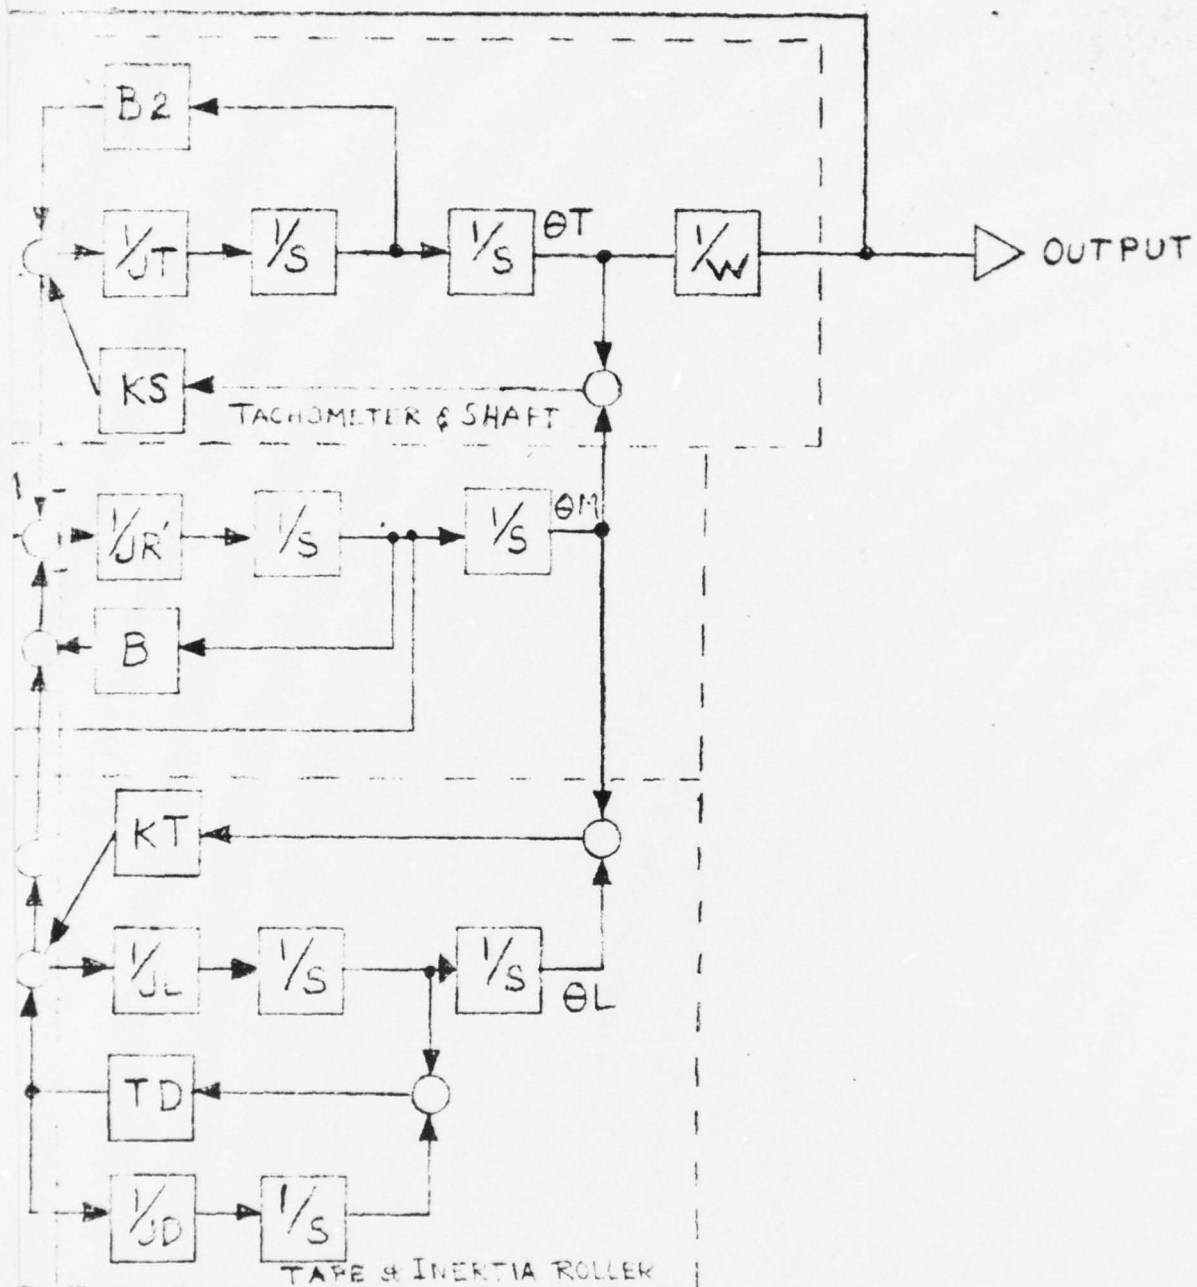 B2
1/JT
1/S
1/S
θT
1/W
OUTPUT
KS
TACHOMETER & SHAFT
1
1/JR'
1/S
1/S
θM
B
KT
1/JL
1/S
1/S
θL
TD
1/JD
1/S
TAPE & INERTIA ROLLER